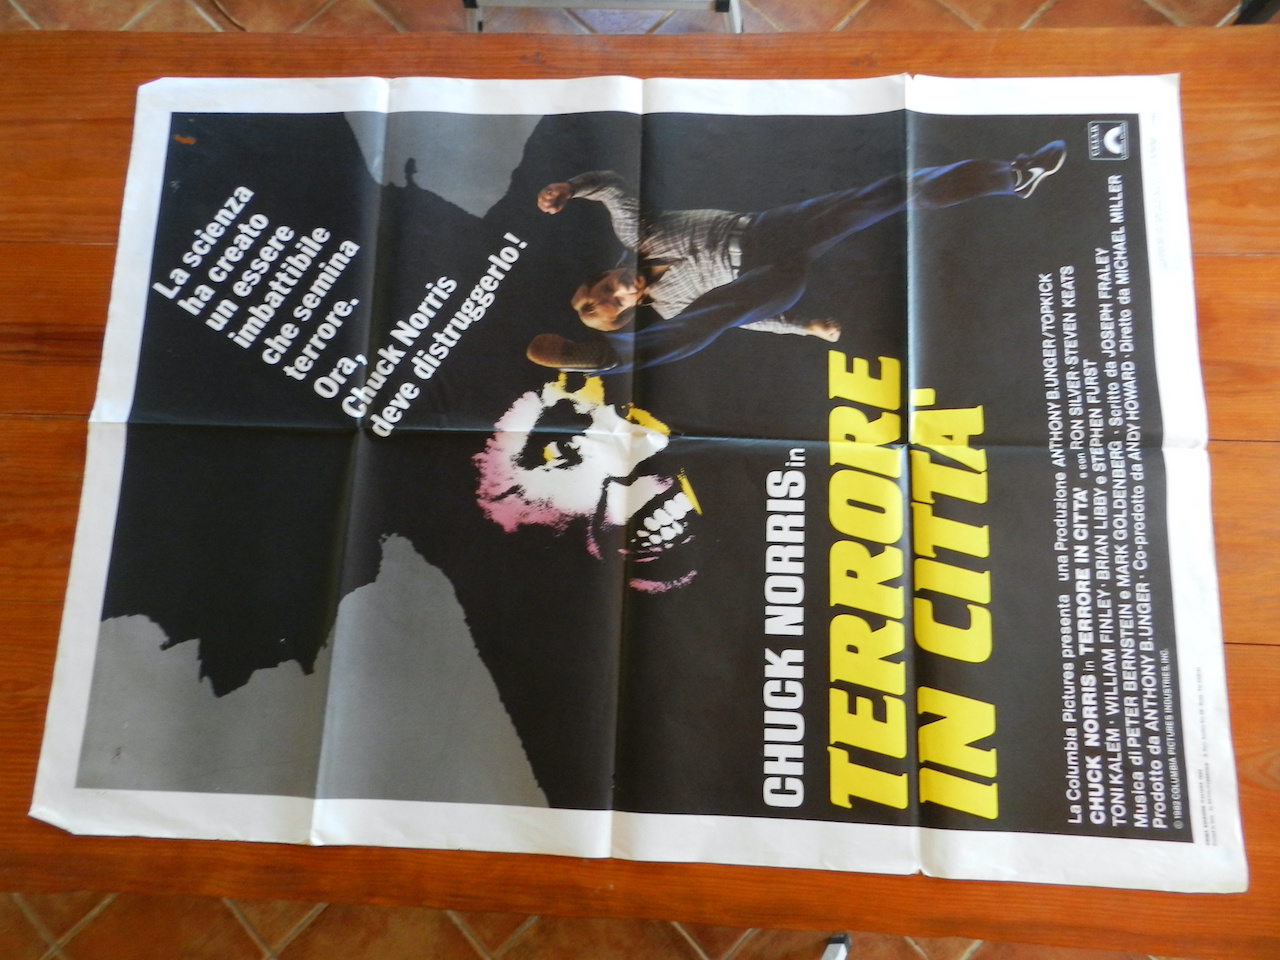 La scienza
ha creato
un essere
imbattibile
che semina
terrore.
Ora,
Chuck Norris
deve distruggerlo!
CHUCK NORRIS in
TERRORE
IN CITTA'
La Columbia Pictures presenta una Produzione ANTHONY B.UNGER/TOPKICK
CHUCK NORRIS in TERRORE IN CITTA' e con RON SILVER · STEVEN KEATS
TONI KALEM · WILLIAM FINLEY · BRIAN LIBBY e STEPHEN FURST
Musica di PETER BERNSTEIN e MARK GOLDENBERG · Scritto da JOSEPH FRALEY
Prodotto da ANTHONY B.UNGER · Co-prodotto da ANDY HOWARD · Diretto da MICHAEL MILLER
© 1982 COLUMBIA PICTURES INDUSTRIES, INC.
CEIAD